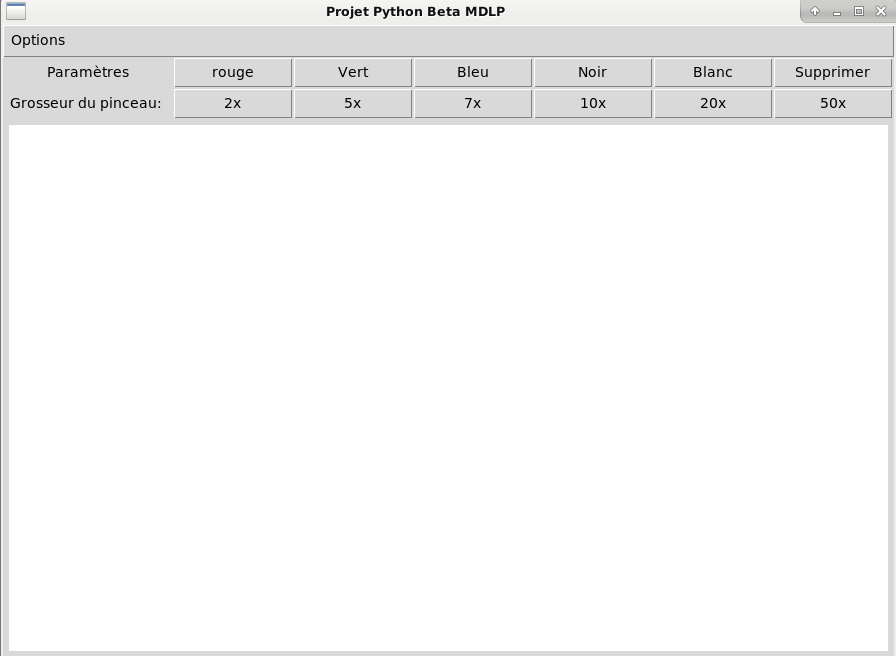 Projet Python Beta MDLP
Options
Paramètres rouge Vert Bleu Noir Blanc Supprimer
Grosseur du pinceau: 2x 5x 7x 10x 20x 50x